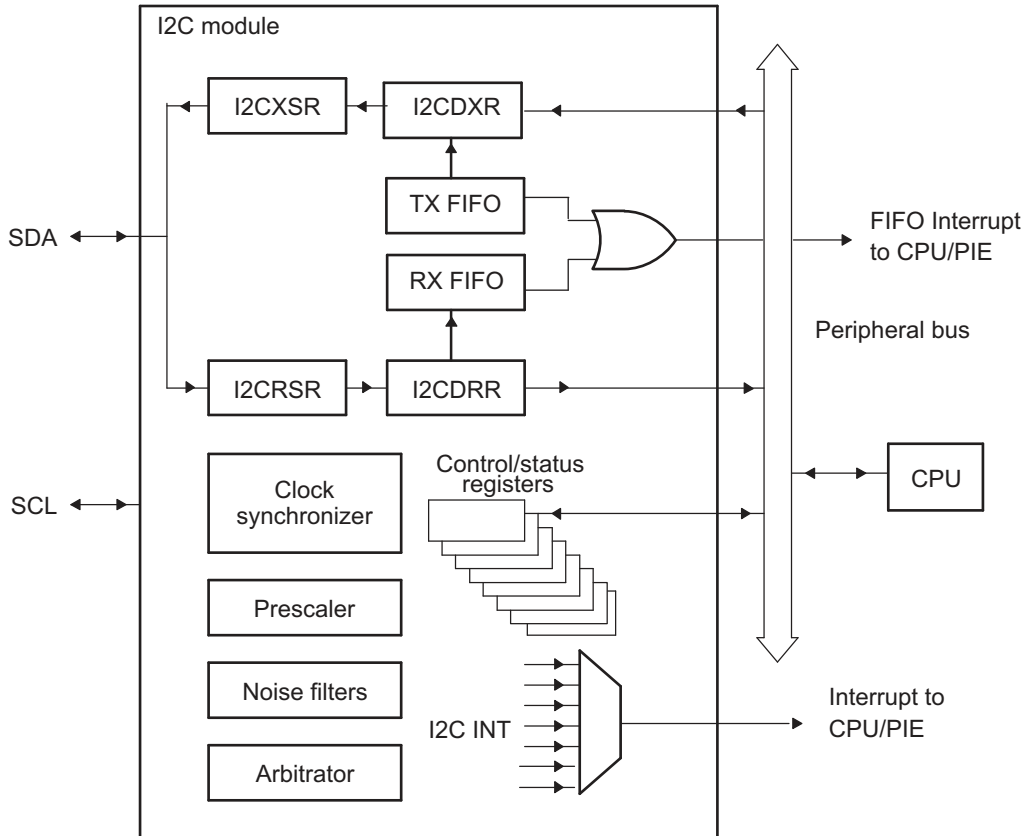 I2C module
I2CXSR
I2CDXR
TX FIFO
SDA
FIFO Interrupt
to CPU/PIE
RX FIFO
Peripheral bus
I2CRSR
I2CDRR
Control/status
registers
CPU
SCL
Clock
synchronizer
Prescaler
Noise filters
I2C INT
Interrupt to
CPU/PIE
Arbitrator